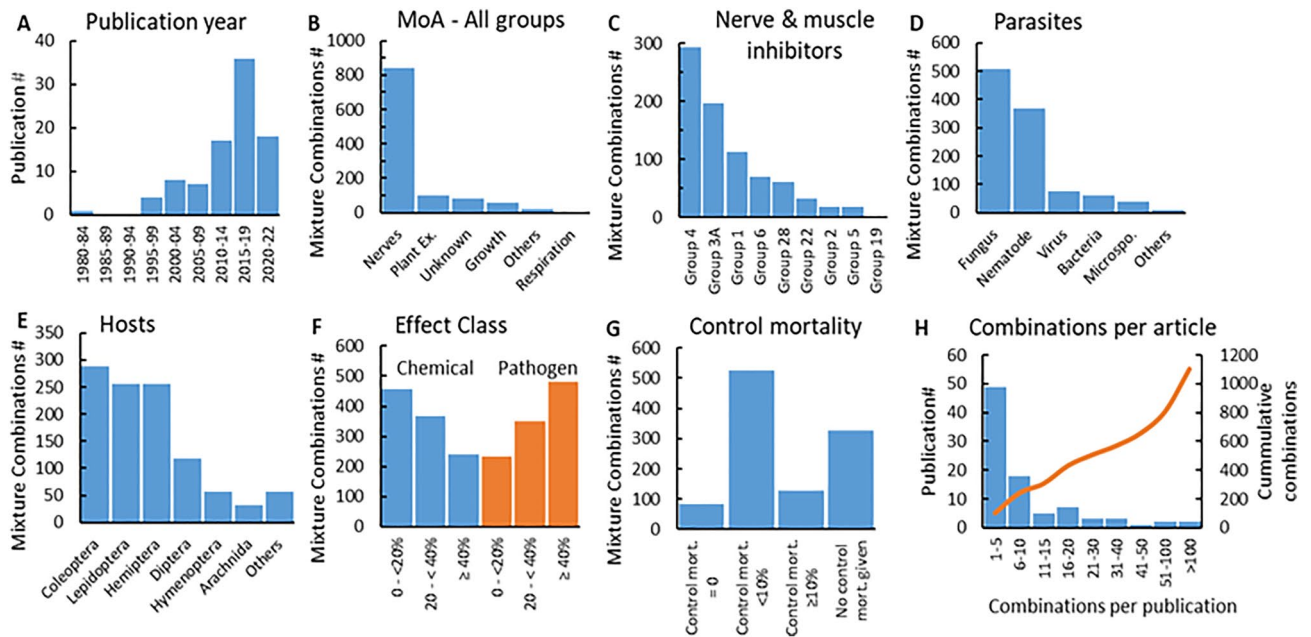 A Publication year
Publication #
40
30
20
10
0
1980-84
1985-89
1990-94
1995-99
2000-04
2005-09
2010-14
2015-19
2020-22
B MoA - All groups
Mixture Combinations #
1000
800
600
400
200
0
Nerves
Plant Ex.
Unknown
Growth
Others
Respiration
C Nerve & muscle
inhibitors
Mixture Combinations #
300
200
100
0
Group 4
Group 3A
Group 1
Group 6
Group 28
Group 22
Group 2
Group 5
Group 19
D Parasites
Mixture Combinations #
600
500
400
300
200
100
0
Fungus
Nematode
Virus
Bacteria
Microspo.
Others
E Hosts
Mixture Combinations #
350
300
250
200
150
100
50
0
Coleoptera
Lepidoptera
Hemiptera
Diptera
Hymenoptera
Arachnida
Others
F Effect Class
Mixture Combinations #
600
500
400
300
200
100
0
Chemical Pathogen
0 - <20%
20 - < 40%
≥ 40%
0 - <20%
20 - < 40%
≥ 40%
G Control mortality
Mixture Combinations #
600
500
400
300
200
100
0
Control mort.
= 0
Control mort.
<10%
Control mort.
≥10%
No control
mort. given
H Combinations per article
Publication#
60
50
40
30
20
10
0
1200
1000
800
600
400
200
0
Cummulative
combinations
1-5
6-10
11-15
16-20
21-30
31-40
41-50
51-100
>100
Combinations per publication